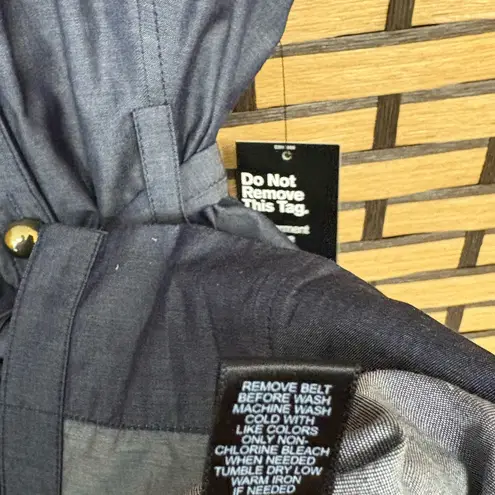 Do Not
Remove
This Tag.
REMOVE BELT
BEFORE WASH
MACHINE WASH
COLD WITH
LIKE COLORS
ONLY NON-
CHLORINE BLEACH
WHEN NEEDED
TUMBLE DRY LOW
WARM IRON
IF NEEDED